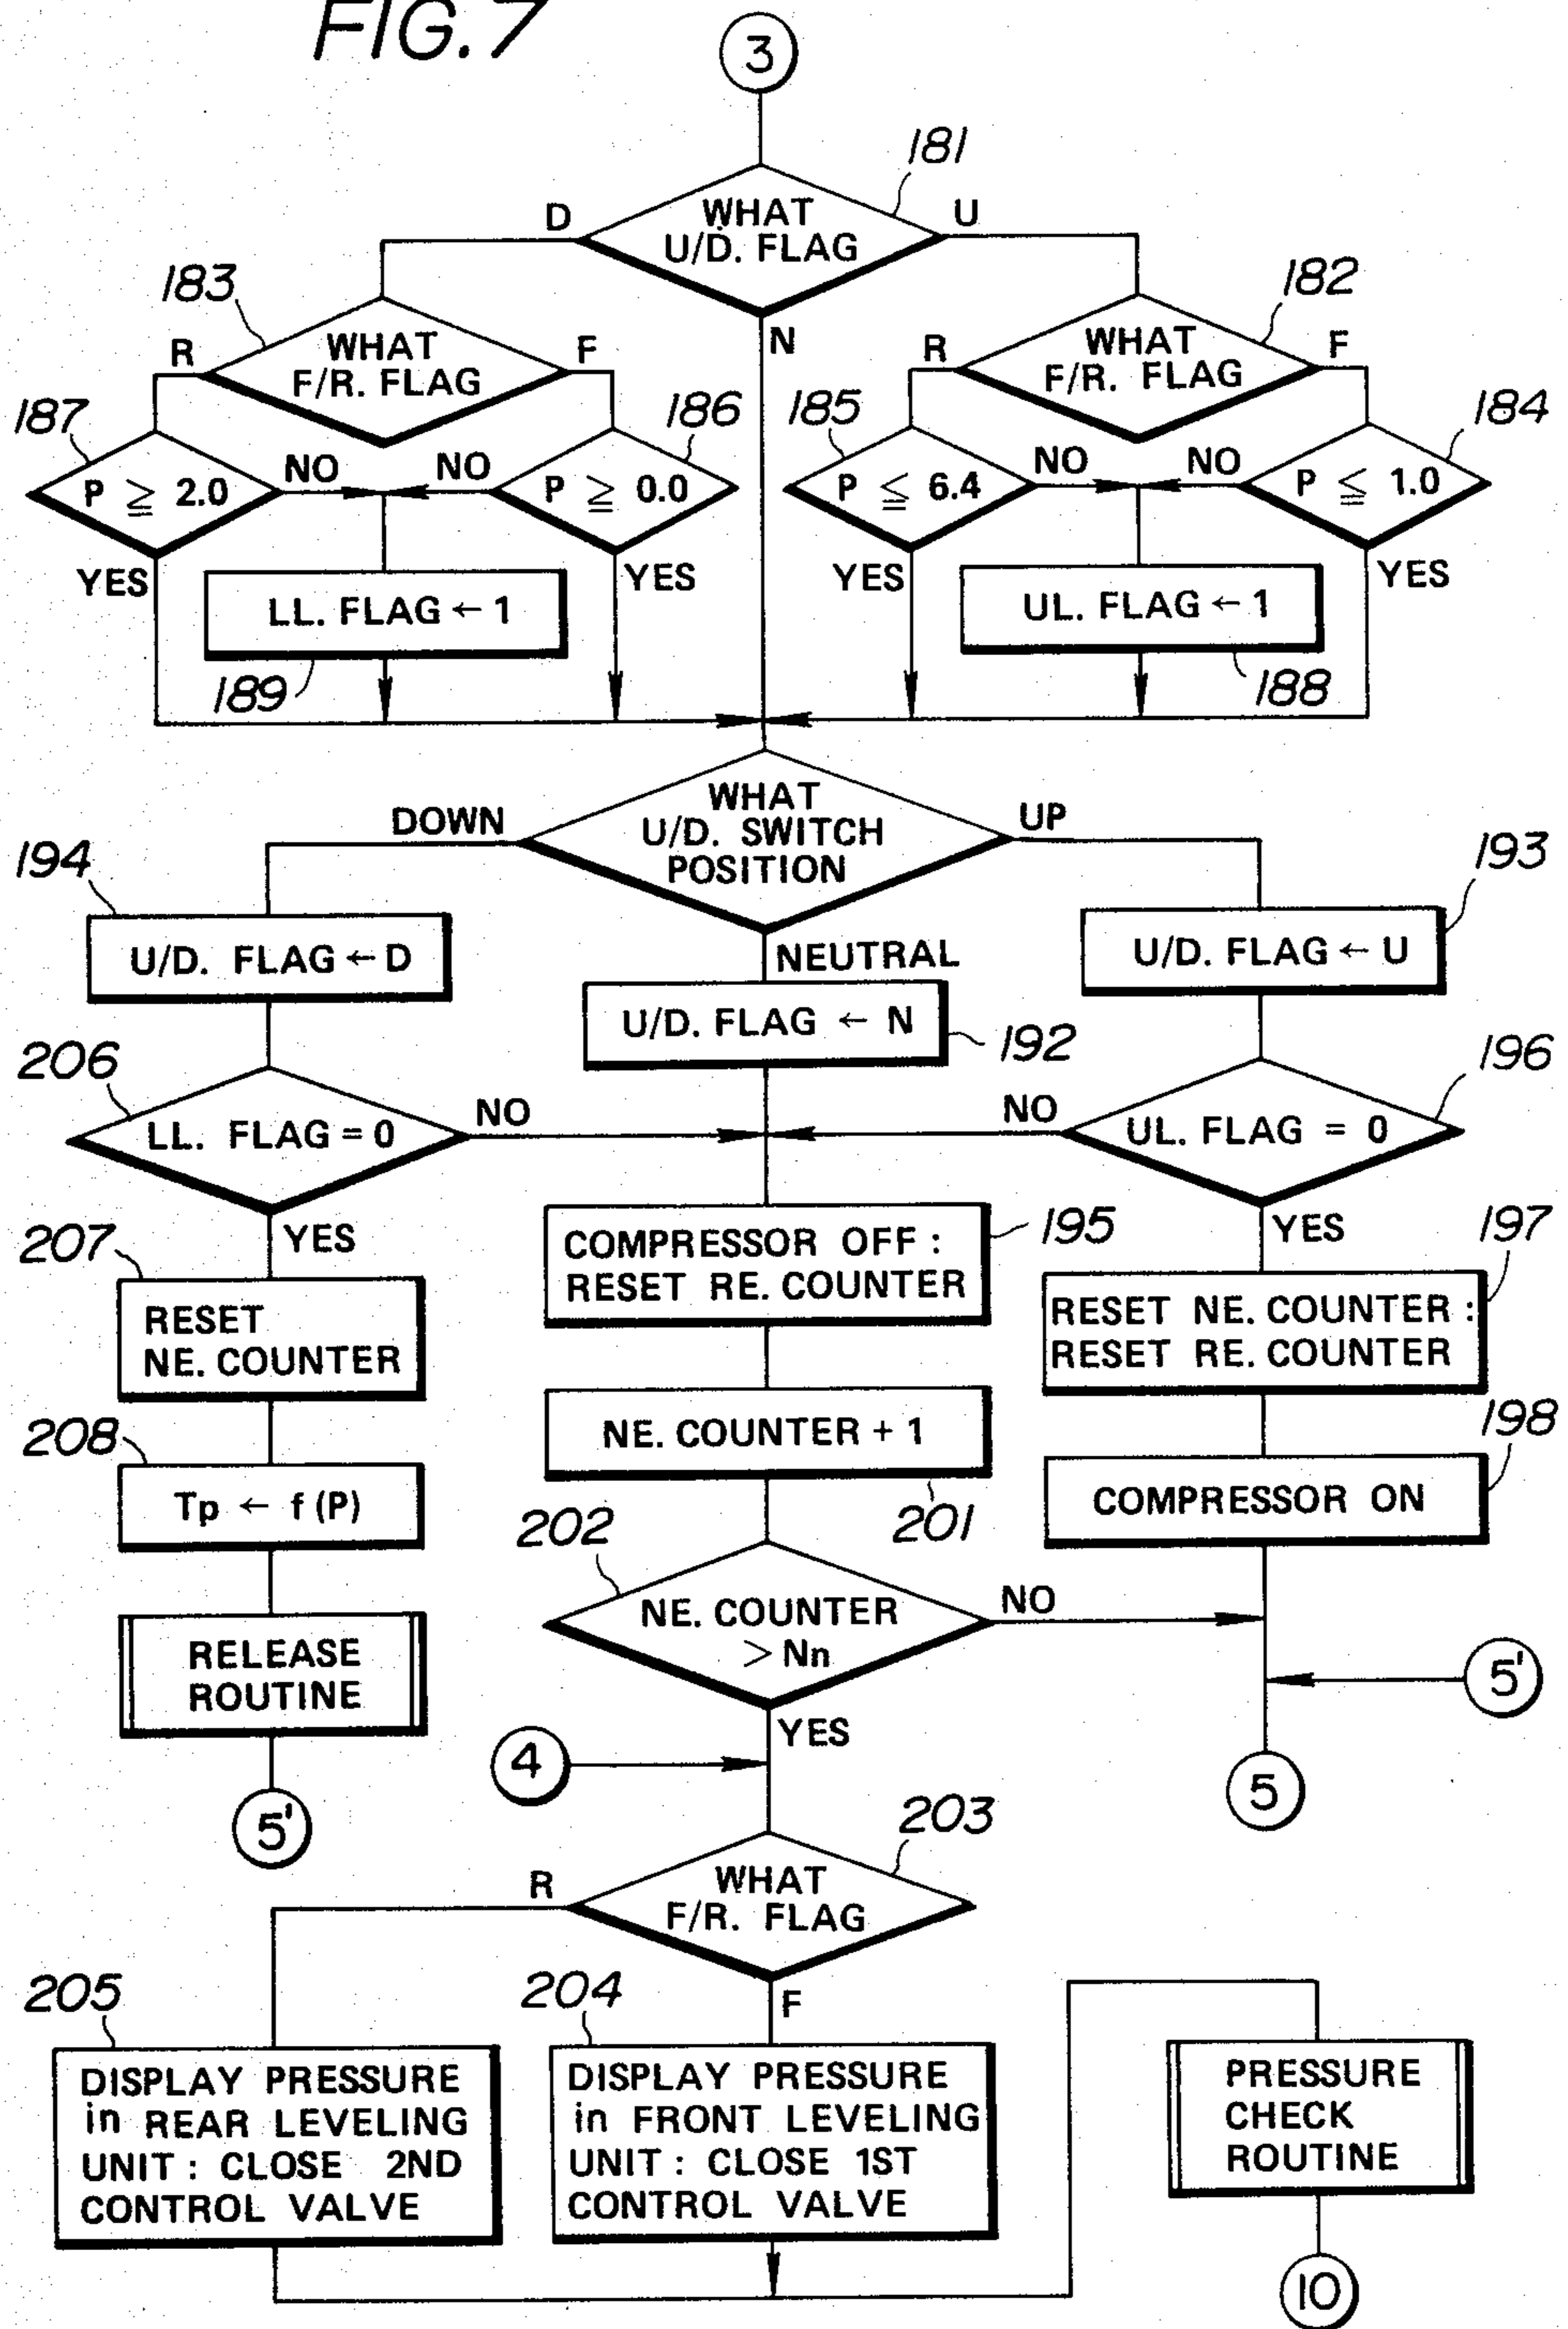 FIG. 7
3
181
D
WHAT
U/D. FLAG
U
183
182
R
WHAT
F/R. FLAG
F
N
R
WHAT
F/R. FLAG
F
187
186
185
184
P ≧ 2.0
NO
NO
P ≧ 0.0
P ≦ 6.4
NO
NO
P ≦ 1.0
YES
LL. FLAG ← 1
YES
YES
UL. FLAG ← 1
YES
189
188
DOWN
WHAT
U/D. SWITCH
POSITION
UP
194
193
U/D. FLAG ← D
NEUTRAL
U/D. FLAG ← U
U/D. FLAG ← N
192
206
196
LL. FLAG = 0
NO
NO
UL. FLAG = 0
YES
YES
207
COMPRESSOR OFF :
RESET RE. COUNTER
195
197
RESET
NE. COUNTER
RESET NE. COUNTER :
RESET RE. COUNTER
208
NE. COUNTER + 1
198
Tp ← f (P)
201
COMPRESSOR ON
202
NE. COUNTER
> Nn
NO
RELEASE
ROUTINE
5'
YES
4
5
5'
203
R
WHAT
F/R. FLAG
205
204
F
DISPLAY PRESSURE
in REAR LEVELING
UNIT : CLOSE 2ND
CONTROL VALVE
DISPLAY PRESSURE
in FRONT LEVELING
UNIT : CLOSE 1ST
CONTROL VALVE
PRESSURE
CHECK
ROUTINE
10